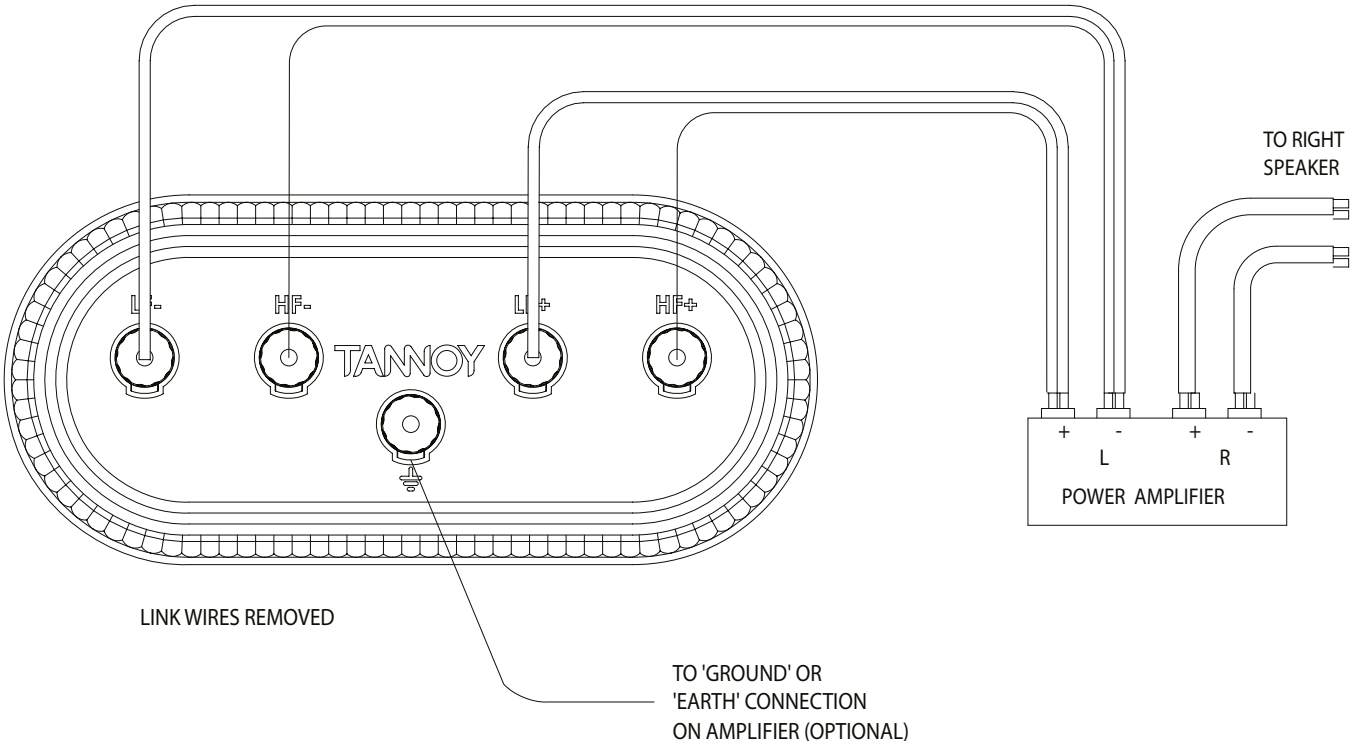 TO RIGHT
SPEAKER
LF-
HF-
LF+
HF+
TANNOY
+ - + -
L R
POWER AMPLIFIER
LINK WIRES REMOVED
TO 'GROUND' OR
'EARTH' CONNECTION
ON AMPLIFIER (OPTIONAL)